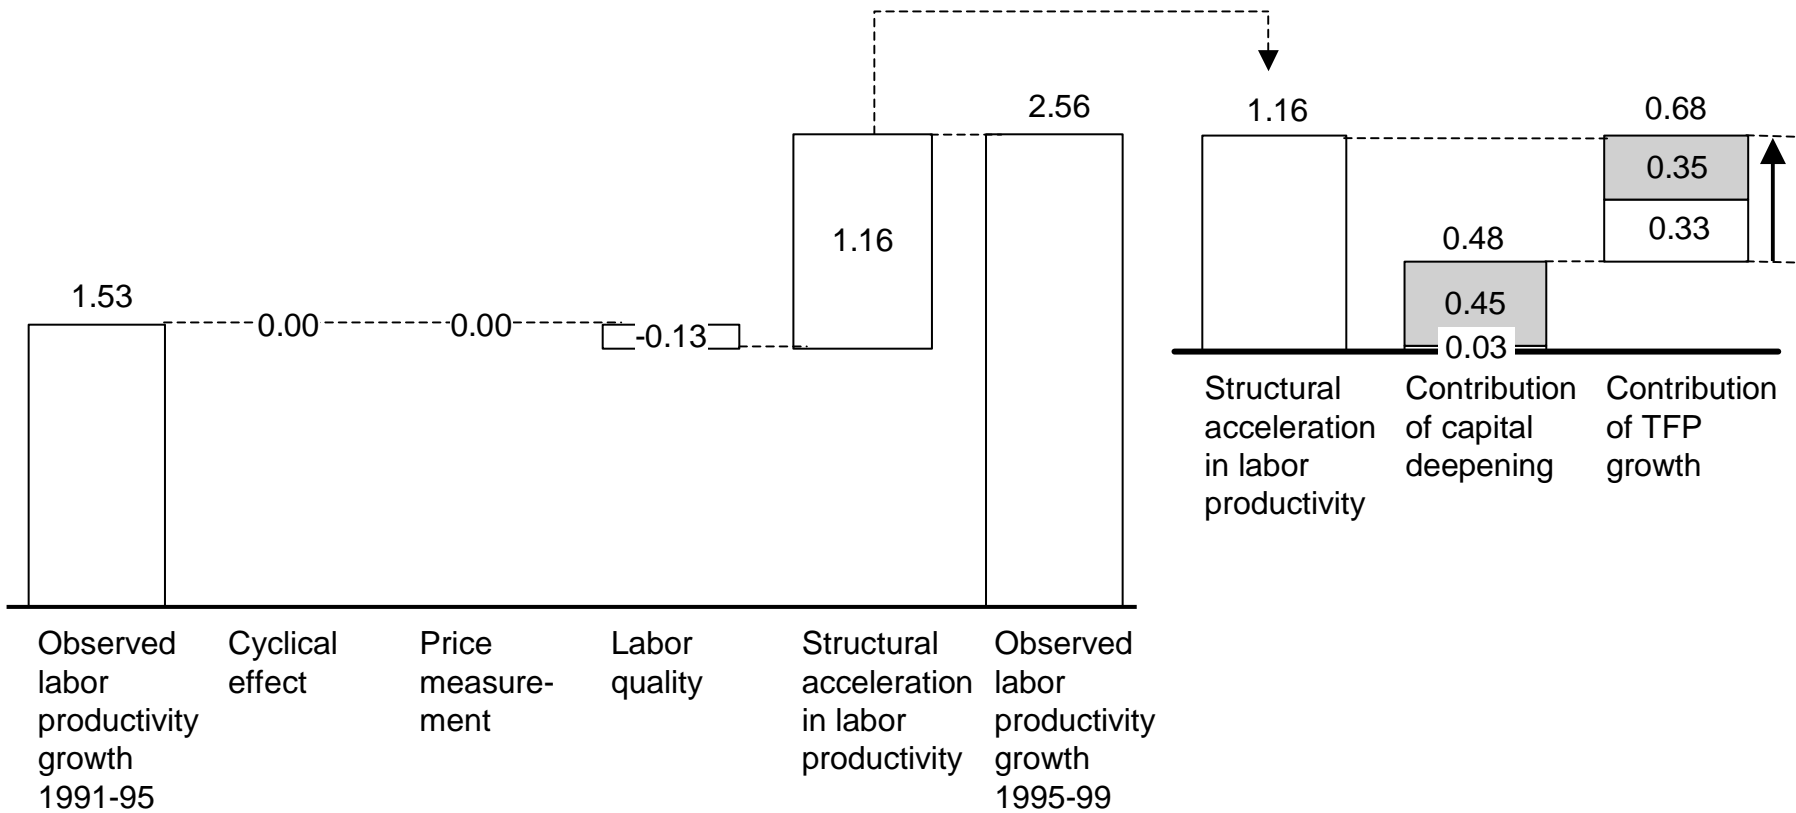 1.53
0.00
0.00
-0.13
1.16
2.56
Observed
labor
productivity
growth
1991-95
Cyclical
effect
Price
measure-
ment
Labor
quality
Structural
acceleration
in labor
productivity
Observed
labor
productivity
growth
1995-99
1.16
0.48
0.45
0.03
0.68
0.35
0.33
Structural
acceleration
in labor
productivity
Contribution
of capital
deepening
Contribution
of TFP
growth